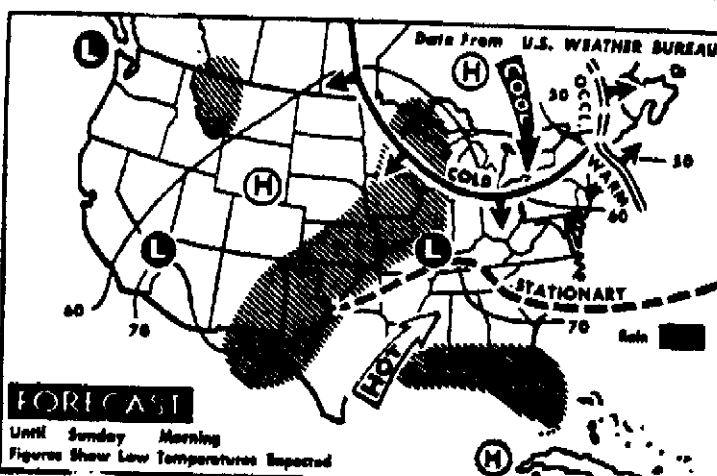 Data From U.S. WEATHER BUREAU
L
H
COOL
30
OCCL.
COLD
WARM
50
H
60
L
L
STATIONARY
60
70
70
Rain
HOT
FORECAST
Until Sunday Morning
Figures Show Low Temperatures Expected
H